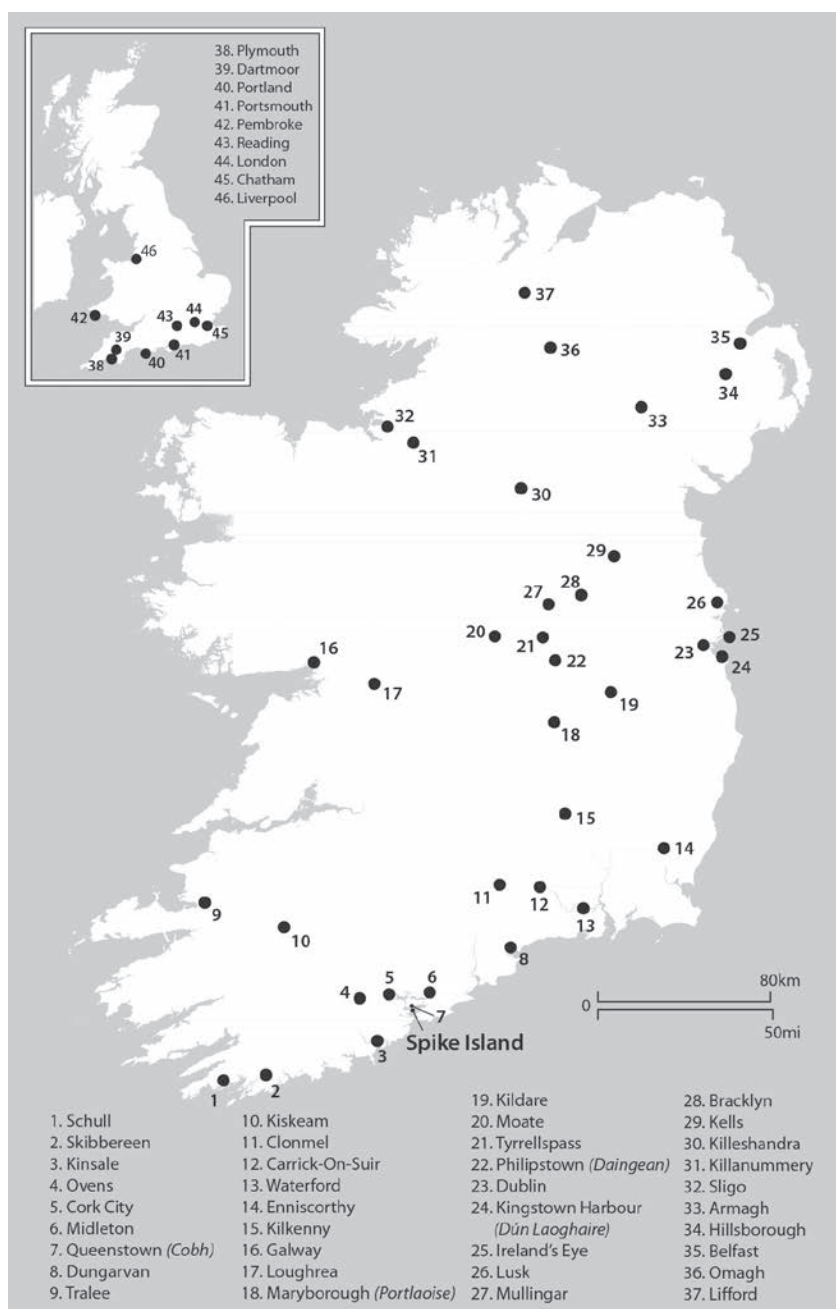 38. Plymouth
39. Dartmoor
40. Portland
41. Portsmouth
42. Pembroke
43. Reading
44. London
45. Chatham
46. Liverpool
46
42
43
44
45
39
38
40
41
37
36
35
34
33
32
31
30
29
28
27
26
20
21
25
23
24
22
16
17
19
18
15
14
11
12
13
9
10
8
4
5
6
7
3
2
1
Spike Island
80km
0
50mi
1. Schull
2. Skibbereen
3. Kinsale
4. Ovens
5. Cork City
6. Midleton
7. Queenstown (Cobh)
8. Dungarvan
9. Tralee
10. Kiskeam
11. Clonmel
12. Carrick-On-Suir
13. Waterford
14. Enniscorthy
15. Kilkenny
16. Galway
17. Loughrea
18. Maryborough (Portlaoise)
19. Kildare
20. Moate
21. Tyrrellspass
22. Philipstown (Daingean)
23. Dublin
24. Kingstown Harbour
(Dún Laoghaire)
25. Ireland's Eye
26. Lusk
27. Mullingar
28. Bracklyn
29. Kells
30. Killeshandra
31. Killanummery
32. Sligo
33. Armagh
34. Hillsborough
35. Belfast
36. Omagh
37. Lifford